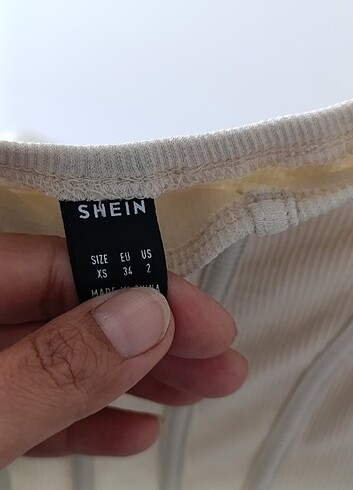 SHEIN
SIZE EU US
XS 34 2
MADE IN CHINA